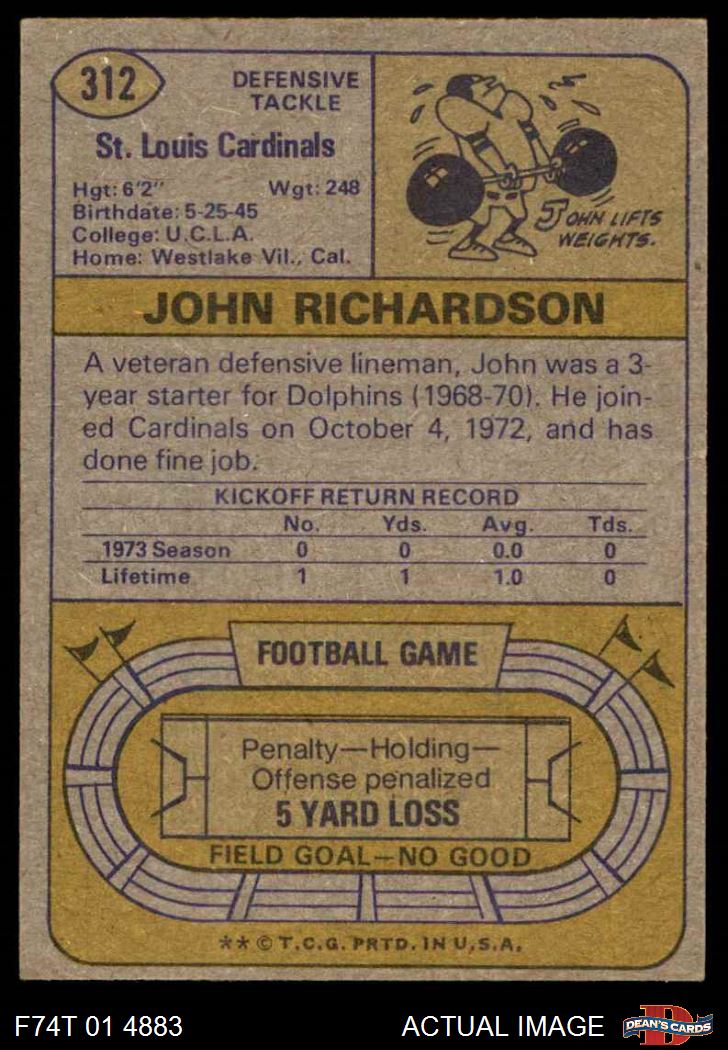 312
DEFENSIVE
TACKLE
St. Louis Cardinals
Hgt: 6'2" Wgt: 248
Birthdate: 5-25-45
College: U.C.L.A.
Home: Westlake Vil., Cal.
JOHN LIFTS
WEIGHTS.
JOHN RICHARDSON
A veteran defensive lineman, John was a 3-
year starter for Dolphins (1968-70). He join-
ed Cardinals on October 4, 1972, and has
done fine job.
KICKOFF RETURN RECORD
No. Yds. Avg. Tds.
1973 Season 0 0 0.0 0
Lifetime 1 1 1.0 0
FOOTBALL GAME
Penalty—Holding—
Offense penalized
5 YARD LOSS
FIELD GOAL—NO GOOD
** © T.C.G. PRTD. IN U.S.A.
F74T 01 4883 ACTUAL IMAGE D DEAN'S CARDS